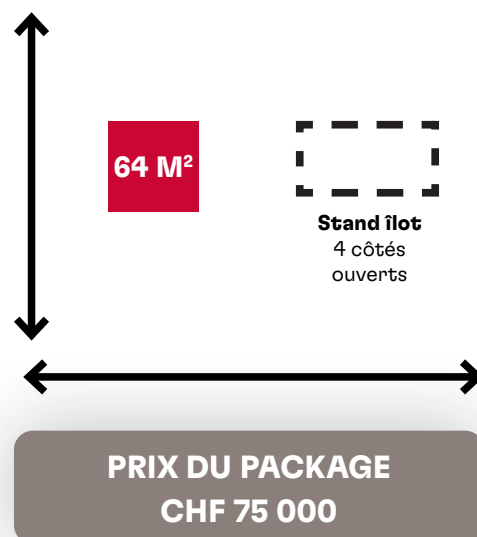 64 M²
Stand îlot
4 côtés
ouverts
PRIX DU PACKAGE
CHF 75 000